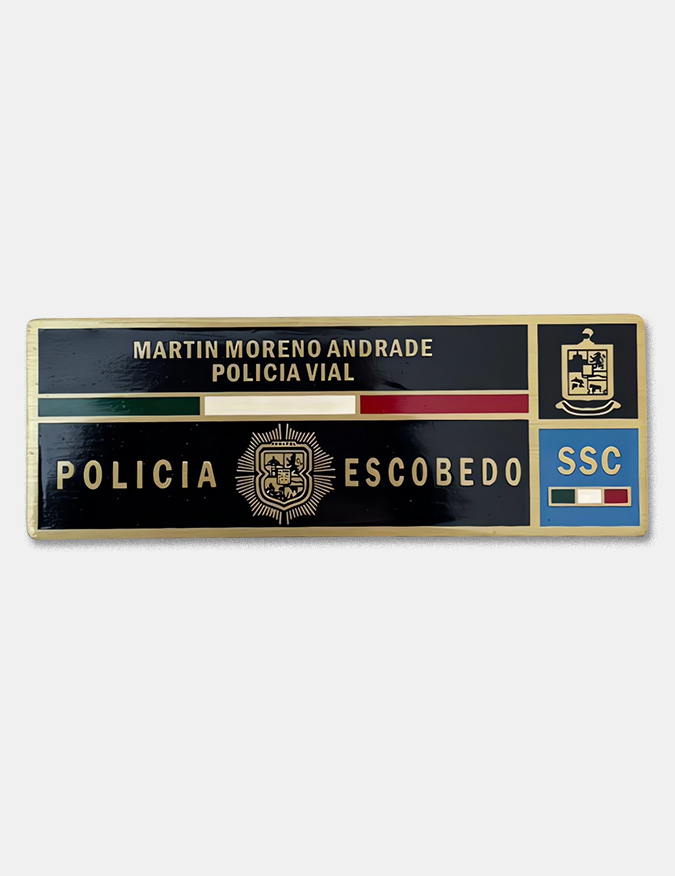 MARTIN MORENO ANDRADE
POLICIA VIAL
POLICIA ESCOBEDO
SSC